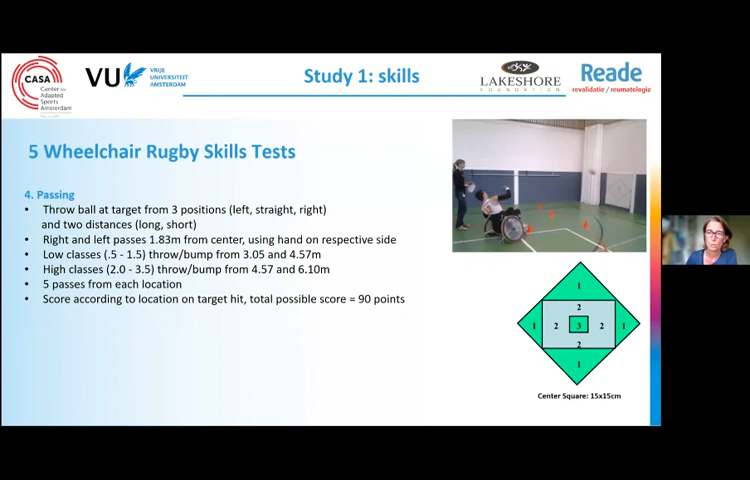 CASA
Center for
Adapted
Sports
Amsterdam
VU
VRIJE
UNIVERSITEIT
AMSTERDAM
Study 1: skills
LAKESHORE
FOUNDATION
Reade
revalidatie / reumatologie
5 Wheelchair Rugby Skills Tests
4. Passing
• Throw ball at target from 3 positions (left, straight, right)
and two distances (long, short)
• Right and left passes 1.83m from center, using hand on respective side
• Low classes (.5 - 1.5) throw/bump from 3.05 and 4.57m
• High classes (2.0 - 3.5) throw/bump from 4.57 and 6.10m
• 5 passes from each location
• Score according to location on target hit, total possible score = 90 points
1
2
1 2 3 2 1
2
1
Center Square: 15x15cm